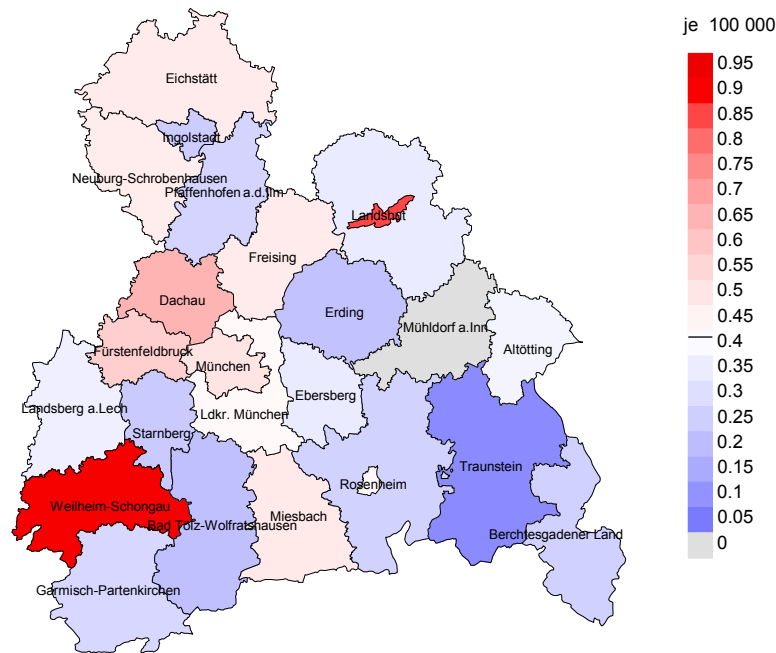 je 100 000
Eichstätt
Ingolstadt
Neuburg-Schrobenhausen
Pfaffenhofen a.d.Ilm
Landshut
Freising
Dachau
Erding
Mühldorf a.Inn
Altötting
Fürstenfeldbruck
München
Ebersberg
Landsberg a.Lech
Ldkr. München
Starnberg
Traunstein
Rosenheim
Weilheim-Schongau
Miesbach
Bad Tölz-Wolfratshausen
Berchtesgadener Land
Garmisch-Partenkirchen
0.95
0.9
0.85
0.8
0.75
0.7
0.65
0.6
0.55
0.5
0.45
0.4
0.35
0.3
0.25
0.2
0.15
0.1
0.05
0